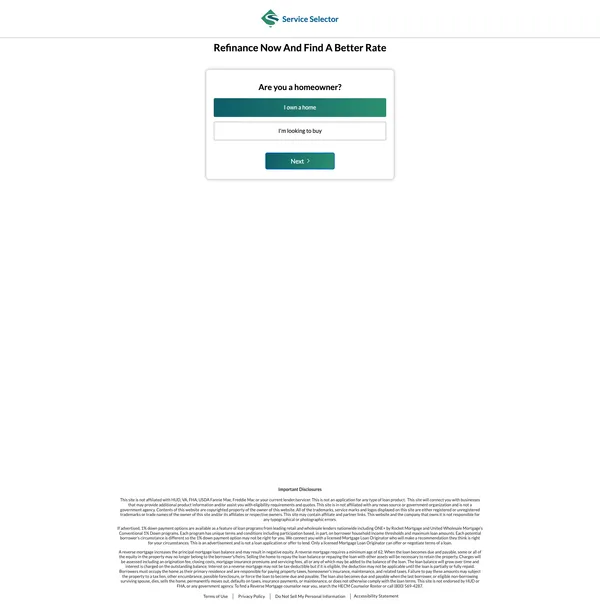 Service Selector
Refinance Now And Find A Better Rate
Are you a homeowner?
I own a home
I'm looking to buy
Next
Important Disclosures
This site is not affiliated with HUD, VA, FHA, USDA Fannie Mae, Freddie Mac or your current lender/servicer. This is not an application for any type of loan product. This site will connect you with businesses
that may provide additional product information and/or assist you with eligibility requirements and quotes. This site is in not affiliated with any news source or government organization and is not a
government agency. Contents of this website are copyrighted property of the owner of this website. All of the trademarks, service marks and logos displayed on this site are either registered or unregistered
trademarks or trade names of the owner of this site and/or its affiliates or respective owners. This site may contain affiliate and partner links. This website and the company that owns it is not responsible for
any typographical or photographic errors.
If advertised, 1% down payment options are available as a feature of loan programs from leading retail and wholesale lenders nationwide including ONE+ by Rocket Mortgage and United Wholesale Mortgage's
Conventional 1% Down program. Each program has unique terms and conditions including participation based, in part, on borrower household income thresholds and maximum loan amounts. Each potential
borrower's circumstance is different so the 1% down payment option may not be right for you. We connect you with a licensed Mortgage Loan Originator will make a recommendation they think is right
for your circumstances. This is an advertisement and is not a loan application or offer to lend. Only a licensed Mortgage Loan Originator can offer or negotiate terms of a loan.
A reverse mortgage increases the principal mortgage loan balance and may result in negative equity. A reverse mortgage requires a minimum age of 62. When the loan becomes due and payable, some or all of
the equity in the property may no longer belong to the borrower/heirs. Selling the home to repay the loan balance or repaying the loan balance by other means will be necessary to retain the property. Charges will
be assessed including an origination fee, closing costs, mortgage insurance premiums and servicing fees; all or any of which may be added to the balance of the loan. The loan balance will grow over time and
interest is charged on the outstanding balance. Interest on a reverse mortgage may not be tax deductible but if it is eligible, the deduction may not be applicable until the loan is partially or fully repaid.
Borrowers must occupy the home as their primary residence and are responsible for paying property taxes, homeowner's insurance, maintenance, and related taxes. Failure to pay these amounts may subject
the property to a tax lien, other circumstance, possible foreclosure, or force the loan to become due and payable. The loan also becomes due and payable when the last borrower, or eligible non-borrowing
surviving spouse, dies, sells the home, permanently moves out, defaults on taxes, insurance payments, or maintenance, or does not otherwise comply with the loan terms. This site is not endorsed by HUD or
FHA, or any government agency. To find a Reverse Mortgage counselor near you, search the HECM Counselor Roster or call (800) 569-4287.
Terms of Use | Privacy Policy | Do Not Sell My Personal Information | Accessibility Statement